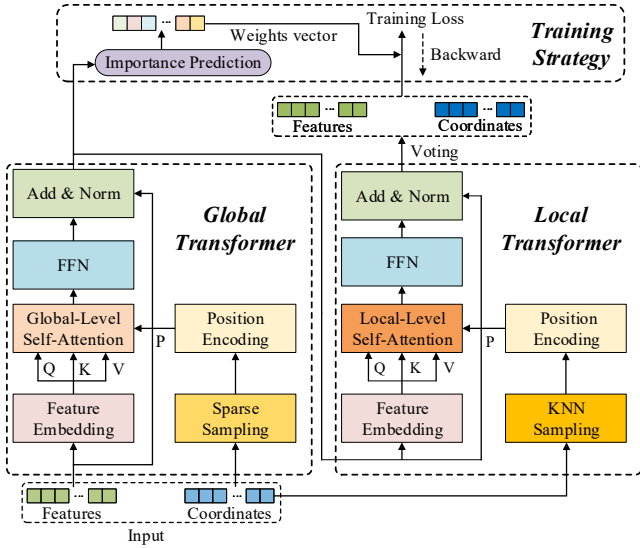 Training Loss
Weights vector
Training
Strategy
Importance Prediction
Backward
Features
Coordinates
Voting
Add & Norm
Global
Transformer
FFN
Global-Level
Self-Attention
Position
Encoding
P
Q
K
V
Feature
Embedding
Sparse
Sampling
Add & Norm
Local
Transformer
FFN
Local-Level
Self-Attention
Position
Encoding
P
Q
K
V
Feature
Embedding
KNN
Sampling
Features
Coordinates
Input